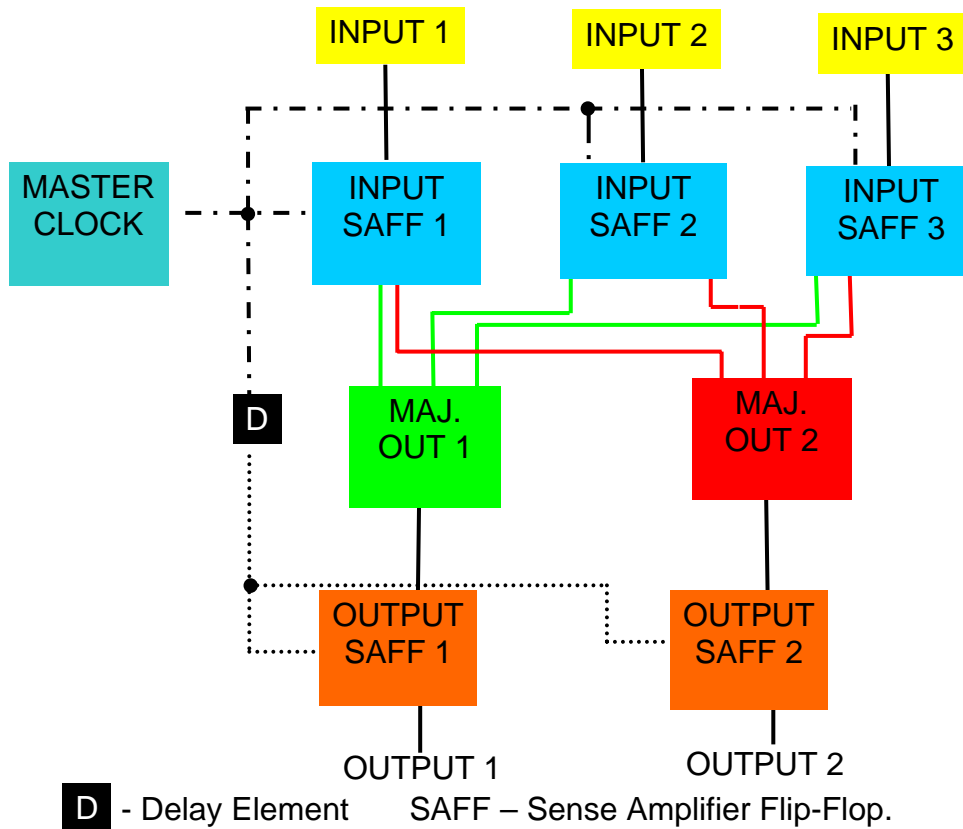 INPUT 1
INPUT 2
INPUT 3
MASTER
CLOCK
INPUT
SAFF 1
INPUT
SAFF 2
INPUT
SAFF 3
D
MAJ.
OUT 1
MAJ.
OUT 2
OUTPUT
SAFF 1
OUTPUT
SAFF 2
OUTPUT 1
OUTPUT 2
D - Delay Element SAFF – Sense Amplifier Flip-Flop.